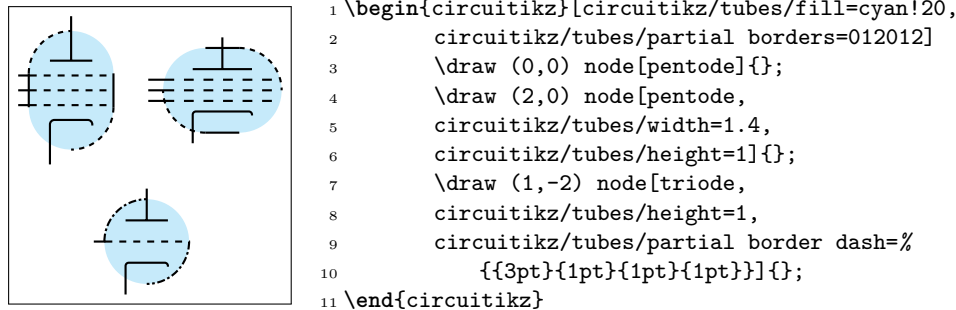 1 \begin{circuitikz}[circuitikz/tubes/fill=cyan!20,
2         circuitikz/tubes/partial borders=012012]
3         \draw (0,0) node[pentode]{};
4         \draw (2,0) node[pentode,
5         circuitikz/tubes/width=1.4,
6         circuitikz/tubes/height=1]{};
7         \draw (1,-2) node[triode,
8         circuitikz/tubes/height=1,
9         circuitikz/tubes/partial border dash=%
10             {{3pt}{1pt}{1pt}{1pt}}]{};
11 \end{circuitikz}